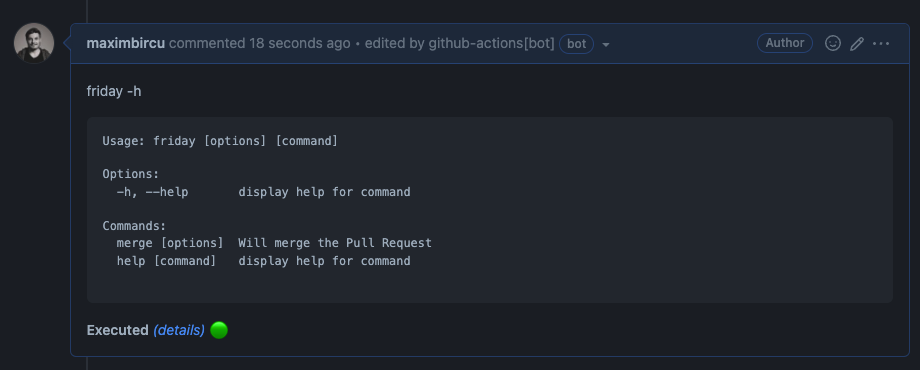 maximbircu commented 18 seconds ago • edited by github-actions[bot] bot Author
friday -h
Usage: friday [options] [command]
Options:
-h, --help display help for command
Commands:
merge [options] Will merge the Pull Request
help [command] display help for command
Executed (details)